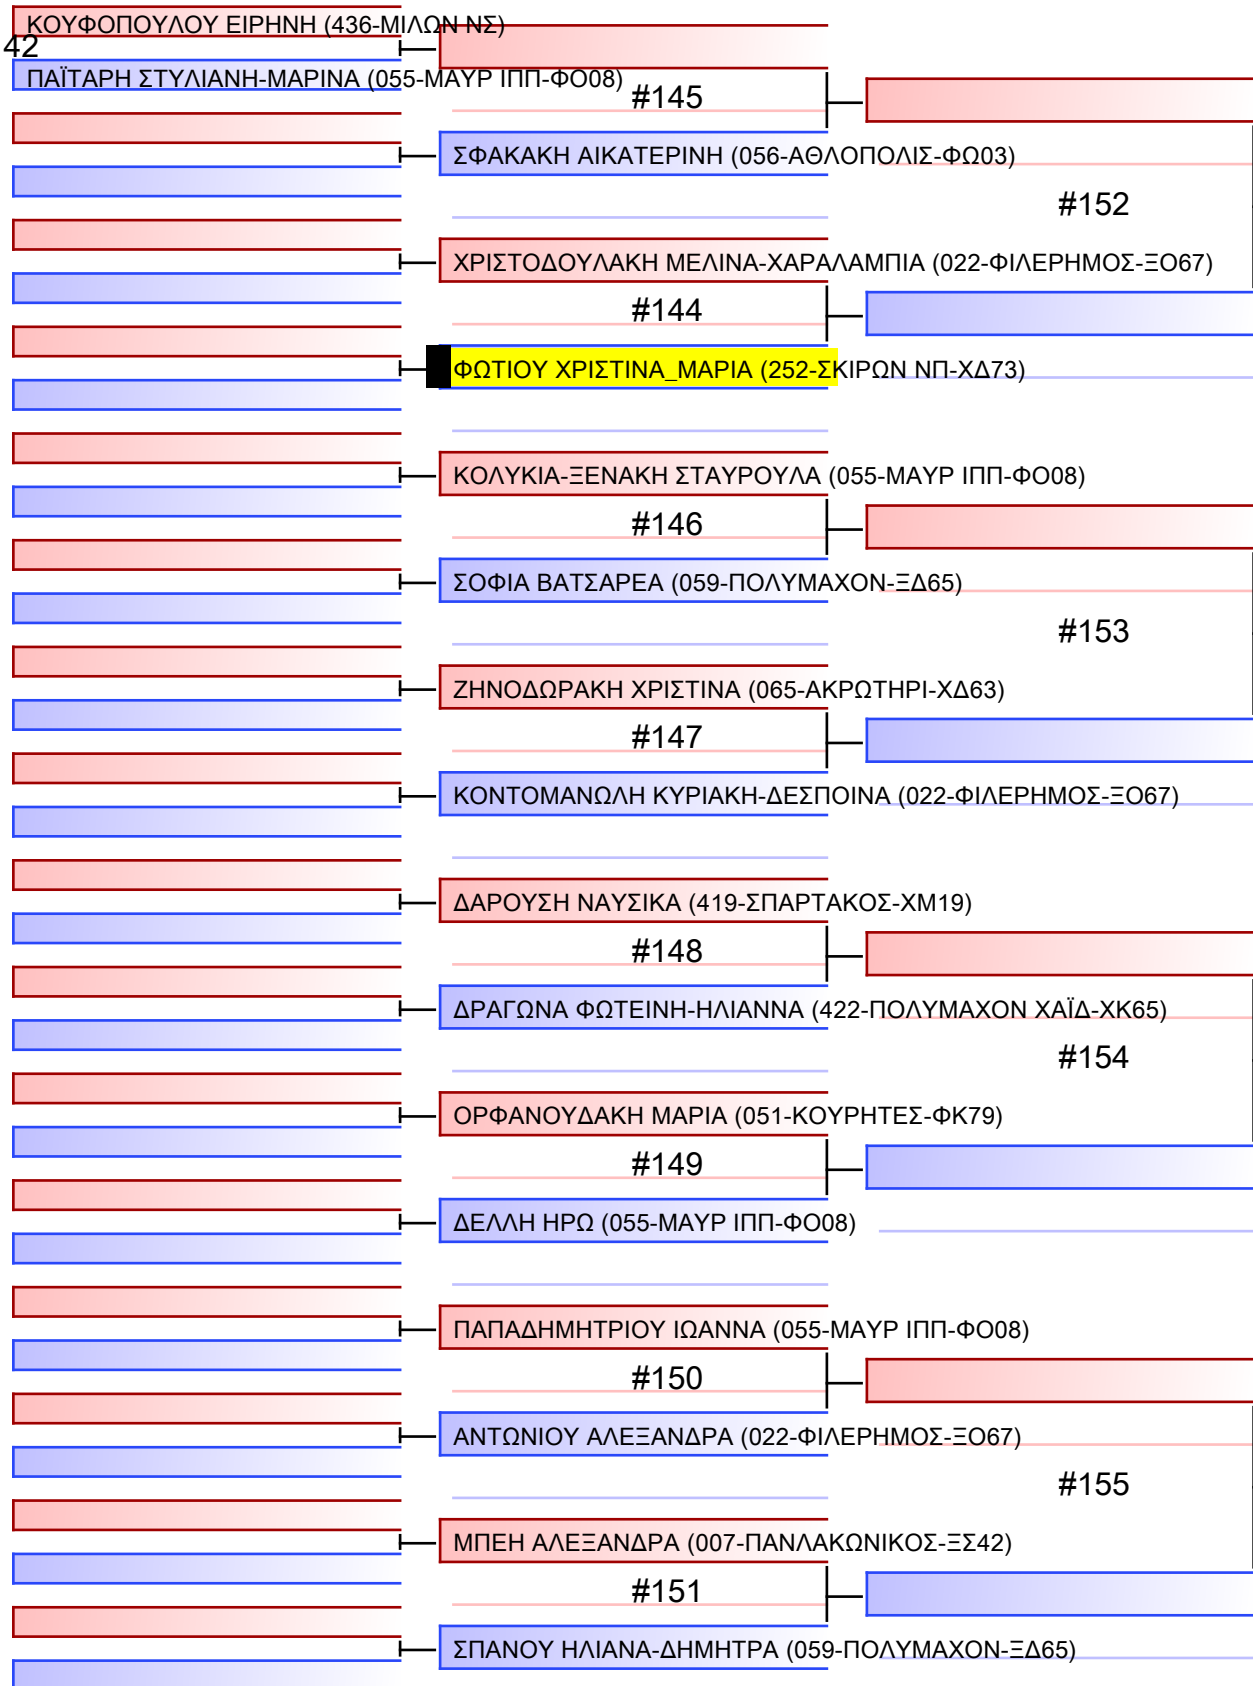 ΚΟΥΦΟΠΟΥΛΟΥ ΕΙΡΗΝΗ (436-ΜΙΛΩΝ ΝΣ)
42
ΠΑΪΤΑΡΗ ΣΤΥΛΙΑΝΗ-ΜΑΡΙΝΑ (055-ΜΑΥΡ ΙΠΠ-ΦΟ08)
#145
ΣΦΑΚΑΚΗ ΑΙΚΑΤΕΡΙΝΗ (056-ΑΘΛΟΠΟΛΙΣ-ΦΩ03)
#152
ΧΡΙΣΤΟΔΟΥΛΑΚΗ ΜΕΛΙΝΑ-ΧΑΡΑΛΑΜΠΙΑ (022-ΦΙΛΕΡΗΜΟΣ-ΞΟ67)
#144
ΦΩΤΙΟΥ ΧΡΙΣΤΙΝΑ_ΜΑΡΙΑ (252-ΣΚΙΡΩΝ ΝΠ-ΧΔ73)
ΚΟΛΥΚΙΑ-ΞΕΝΑΚΗ ΣΤΑΥΡΟΥΛΑ (055-ΜΑΥΡ ΙΠΠ-ΦΟ08)
#146
ΣΟΦΙΑ ΒΑΤΣΑΡΕΑ (059-ΠΟΛΥΜΑΧΟΝ-ΞΔ65)
#153
ΖΗΝΟΔΩΡΑΚΗ ΧΡΙΣΤΙΝΑ (065-ΑΚΡΩΤΗΡΙ-ΧΔ63)
#147
ΚΟΝΤΟΜΑΝΩΛΗ ΚΥΡΙΑΚΗ-ΔΕΣΠΟΙΝΑ (022-ΦΙΛΕΡΗΜΟΣ-ΞΟ67)
ΔΑΡΟΥΣΗ ΝΑΥΣΙΚΑ (419-ΣΠΑΡΤΑΚΟΣ-ΧΜ19)
#148
ΔΡΑΓΩΝΑ ΦΩΤΕΙΝΗ-ΗΛΙΑΝΝΑ (422-ΠΟΛΥΜΑΧΟΝ ΧΑΪΔ-ΧΚ65)
#154
ΟΡΦΑΝΟΥΔΑΚΗ ΜΑΡΙΑ (051-ΚΟΥΡΗΤΕΣ-ΦΚ79)
#149
ΔΕΛΛΗ ΗΡΩ (055-ΜΑΥΡ ΙΠΠ-ΦΟ08)
ΠΑΠΑΔΗΜΗΤΡΙΟΥ ΙΩΑΝΝΑ (055-ΜΑΥΡ ΙΠΠ-ΦΟ08)
#150
ΑΝΤΩΝΙΟΥ ΑΛΕΞΑΝΔΡΑ (022-ΦΙΛΕΡΗΜΟΣ-ΞΟ67)
#155
ΜΠΕΗ ΑΛΕΞΑΝΔΡΑ (007-ΠΑΝΛΑΚΩΝΙΚΟΣ-ΞΣ42)
#151
ΣΠΑΝΟΥ ΗΛΙΑΝΑ-ΔΗΜΗΤΡΑ (059-ΠΟΛΥΜΑΧΟΝ-ΞΔ65)